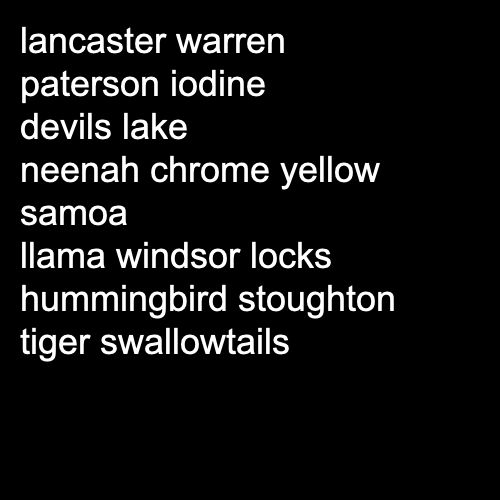 lancaster warren
paterson iodine
devils lake
neenah chrome yellow
samoa
llama windsor locks
hummingbird stoughton
tiger swallowtails